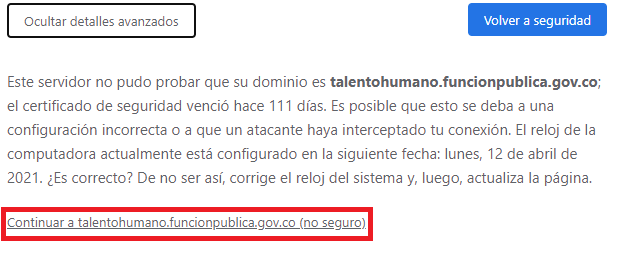 Ocultar detalles avanzados
Volver a seguridad
Este servidor no pudo probar que su dominio es talentohumano.funcionpublica.gov.co;
el certificado de seguridad venció hace 111 días. Es posible que esto se deba a una
configuración incorrecta o a que un atacante haya interceptado tu conexión. El reloj de la
computadora actualmente está configurado en la siguiente fecha: lunes, 12 de abril de
2021. ¿Es correcto? De no ser así, corrige el reloj del sistema y, luego, actualiza la página.
Continuar a talentohumano.funcionpublica.gov.co (no seguro)